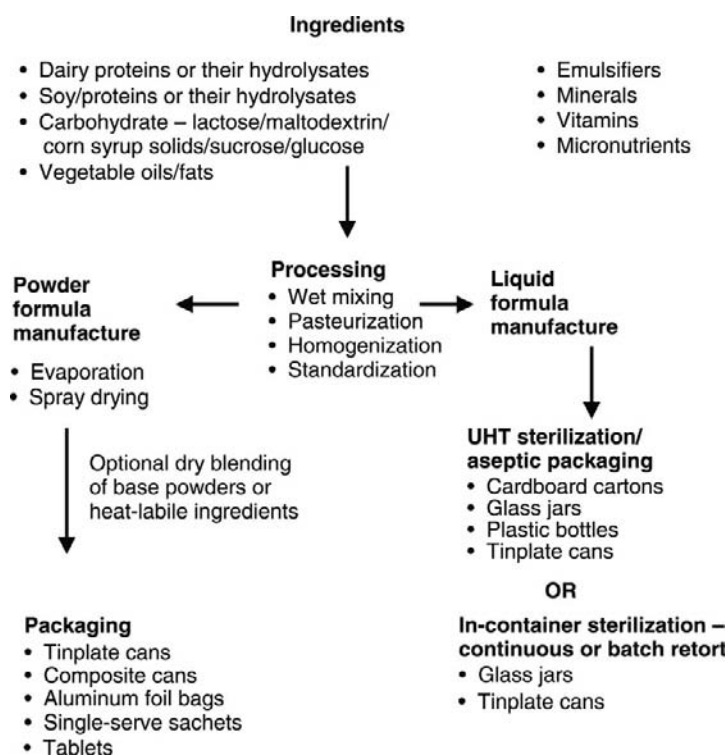 Ingredients
• Dairy proteins or their hydrolysates
• Soy/proteins or their hydrolysates
• Carbohydrate – lactose/maltodextrin/
corn syrup solids/sucrose/glucose
• Vegetable oils/fats
• Emulsifiers
• Minerals
• Vitamins
• Micronutrients
Powder
formula
manufacture
• Evaporation
• Spray drying
Processing
• Wet mixing
• Pasteurization
• Homogenization
• Standardization
Liquid
formula
manufacture
Optional dry blending
of base powders or
heat-labile ingredients
UHT sterilization/
aseptic packaging
• Cardboard cartons
• Glass jars
• Plastic bottles
• Tinplate cans
OR
In-container sterilization –
continuous or batch retort
• Glass jars
• Tinplate cans
Packaging
• Tinplate cans
• Composite cans
• Aluminum foil bags
• Single-serve sachets
• Tablets